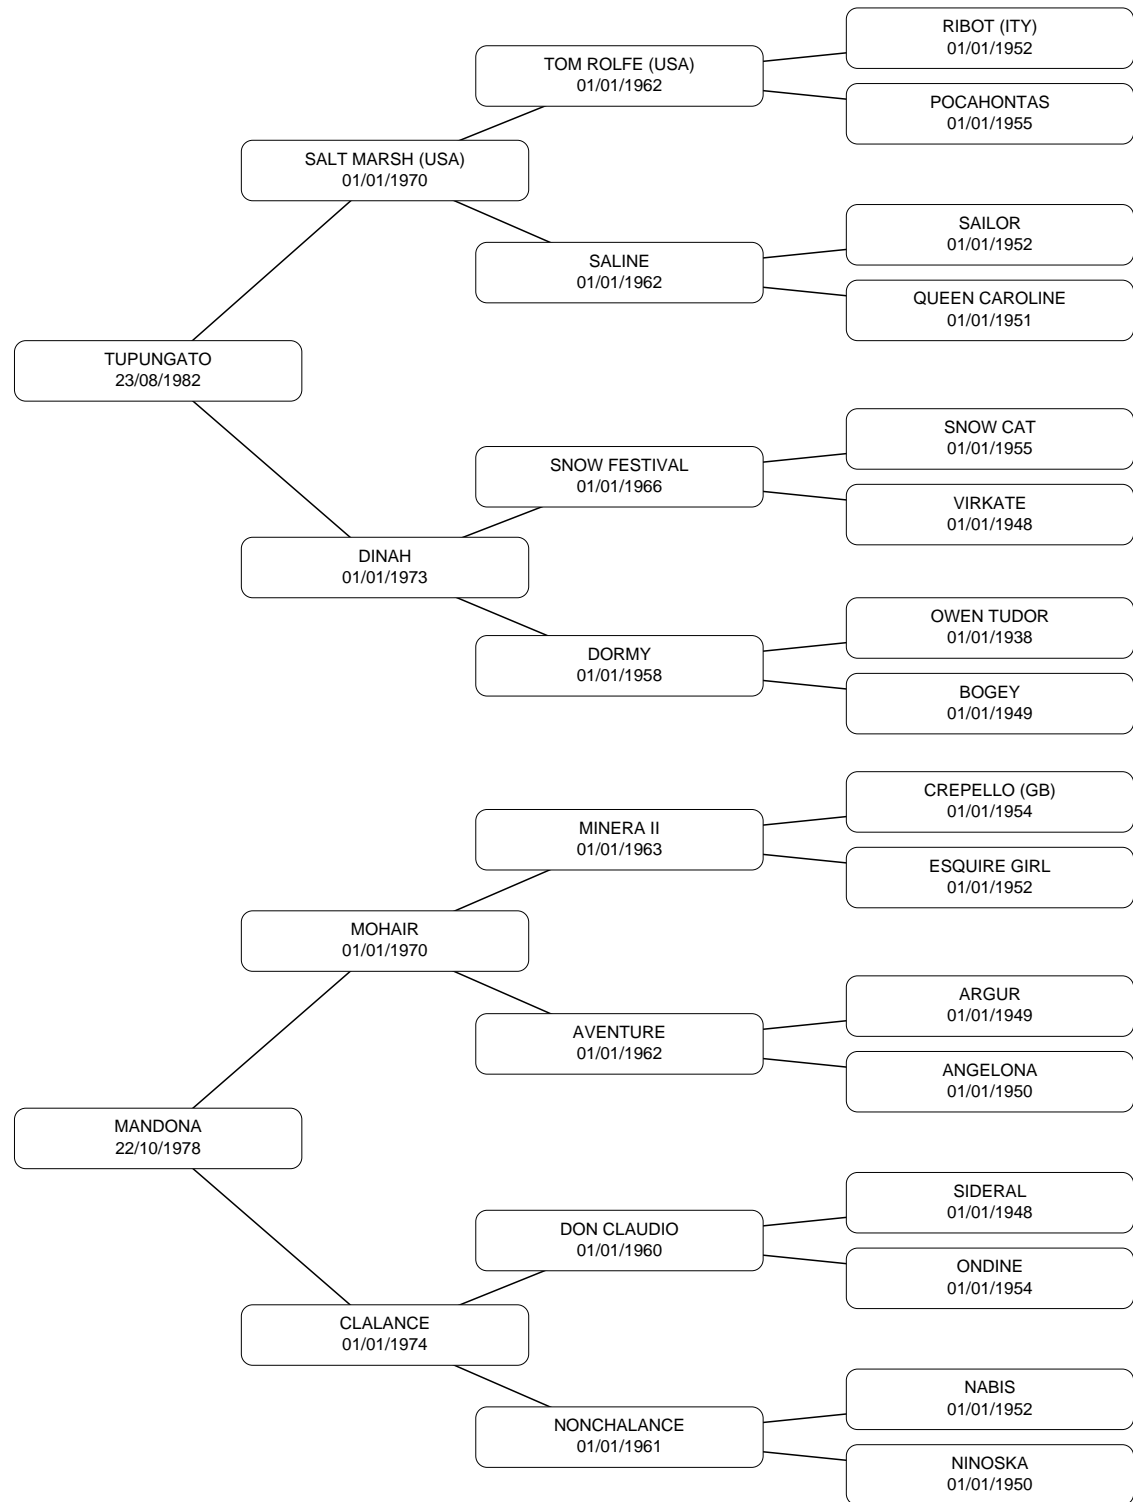 RIBOT (ITY)
01/01/1952
TOM ROLFE (USA)
01/01/1962
POCAHONTAS
01/01/1955
SALT MARSH (USA)
01/01/1970
SAILOR
01/01/1952
SALINE
01/01/1962
QUEEN CAROLINE
01/01/1951
TUPUNGATO
23/08/1982
SNOW CAT
01/01/1955
SNOW FESTIVAL
01/01/1966
VIRKATE
01/01/1948
DINAH
01/01/1973
OWEN TUDOR
01/01/1938
DORMY
01/01/1958
BOGEY
01/01/1949
CREPELLO (GB)
01/01/1954
MINERA II
01/01/1963
ESQUIRE GIRL
01/01/1952
MOHAIR
01/01/1970
ARGUR
01/01/1949
AVENTURE
01/01/1962
ANGELONA
01/01/1950
MANDONA
22/10/1978
SIDERAL
01/01/1948
DON CLAUDIO
01/01/1960
ONDINE
01/01/1954
CLALANCE
01/01/1974
NABIS
01/01/1952
NONCHALANCE
01/01/1961
NINOSKA
01/01/1950